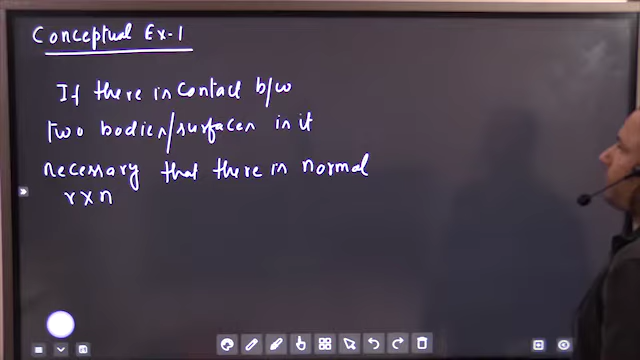 Conceptual Ex-1
If there is contact b/w
two bodies/surfaces is it
necessary that there is normal
rxn